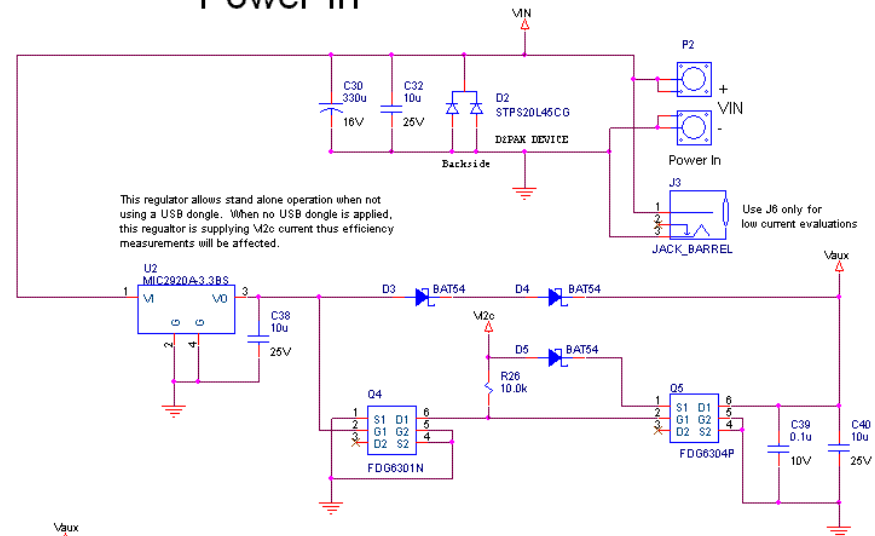 Power In
VIN
P2
C30
330u
16V
C32
10u
25V
D2
STPS20L45CG
D2PAK DEVICE
Backside
+
VIN
-
Power In
J3
1
2
3
JACK_BARREL
Use J6 only for
low current evaluations
This regulator allows stand alone operation when not
using a USB dongle. When no USB dongle is applied,
this regualtor is supplying VI2c current thus efficiency
measurements will be affected.
Vaux
U2
MIC2920A-3.3BS
1
VI
VO
3
G
G
2
4
C38
10u
25V
D3
BAT54
D4
BAT54
VI2c
D5
BAT54
R26
10.0k
Q4
1
2
3
S1 D1
G1 G2
D2 S2
6
5
4
FDG6301N
Q5
1
2
3
S1 D1
G1 G2
D2 S2
6
5
4
FDG6304P
C39
0.1u
10V
C40
10u
25V
Vaux